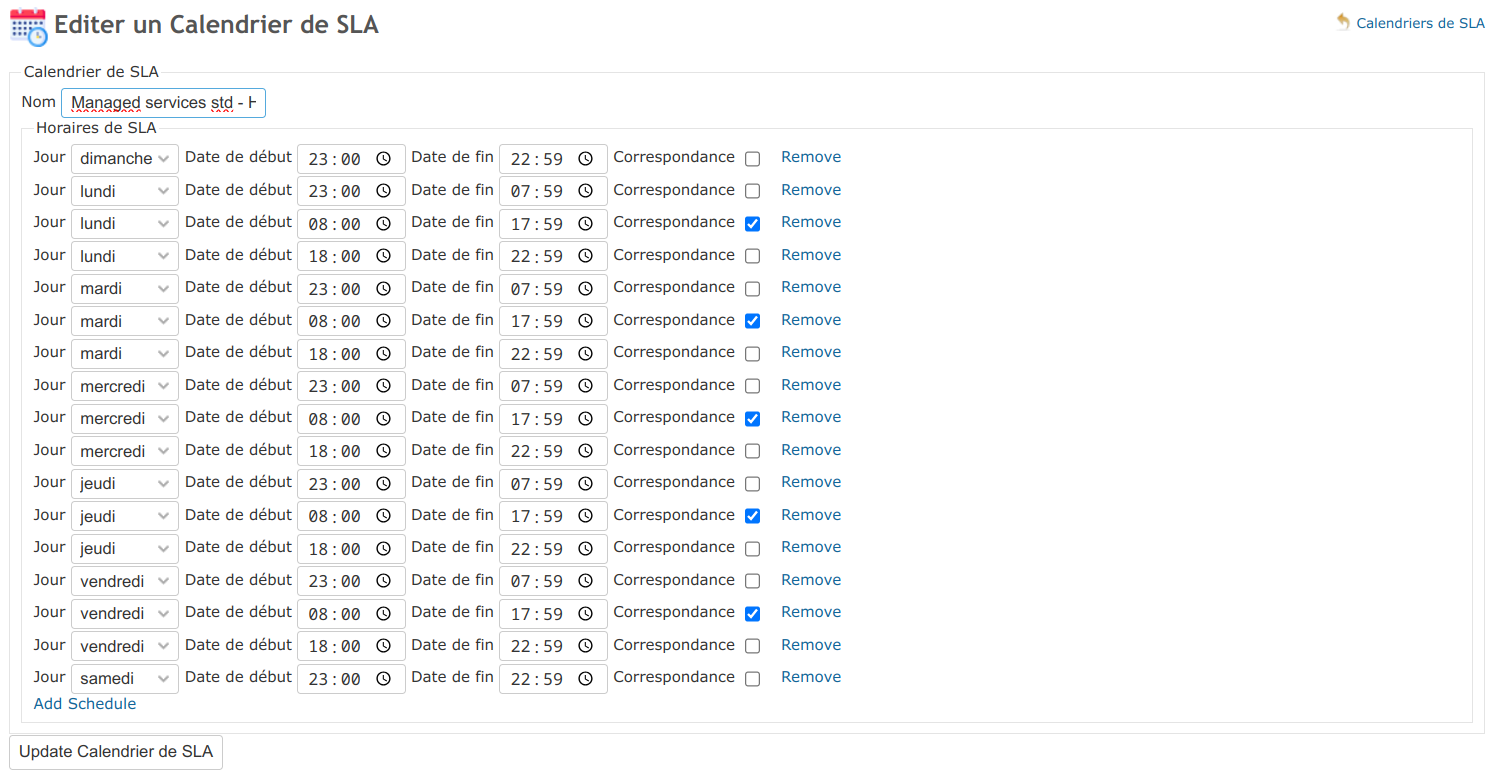 Editer un Calendrier de SLA
Calendriers de SLA
Calendrier de SLA
Nom Managed services std - H
Horaires de SLA
Jour dimanche Date de début 23:00 Date de fin 22:59 Correspondance Remove
Jour lundi Date de début 23:00 Date de fin 07:59 Correspondance Remove
Jour lundi Date de début 08:00 Date de fin 17:59 Correspondance Remove
Jour lundi Date de début 18:00 Date de fin 22:59 Correspondance Remove
Jour mardi Date de début 23:00 Date de fin 07:59 Correspondance Remove
Jour mardi Date de début 08:00 Date de fin 17:59 Correspondance Remove
Jour mardi Date de début 18:00 Date de fin 22:59 Correspondance Remove
Jour mercredi Date de début 23:00 Date de fin 07:59 Correspondance Remove
Jour mercredi Date de début 08:00 Date de fin 17:59 Correspondance Remove
Jour mercredi Date de début 18:00 Date de fin 22:59 Correspondance Remove
Jour jeudi Date de début 23:00 Date de fin 07:59 Correspondance Remove
Jour jeudi Date de début 08:00 Date de fin 17:59 Correspondance Remove
Jour jeudi Date de début 18:00 Date de fin 22:59 Correspondance Remove
Jour vendredi Date de début 23:00 Date de fin 07:59 Correspondance Remove
Jour vendredi Date de début 08:00 Date de fin 17:59 Correspondance Remove
Jour vendredi Date de début 18:00 Date de fin 22:59 Correspondance Remove
Jour samedi Date de début 23:00 Date de fin 22:59 Correspondance Remove
Add Schedule
Update Calendrier de SLA